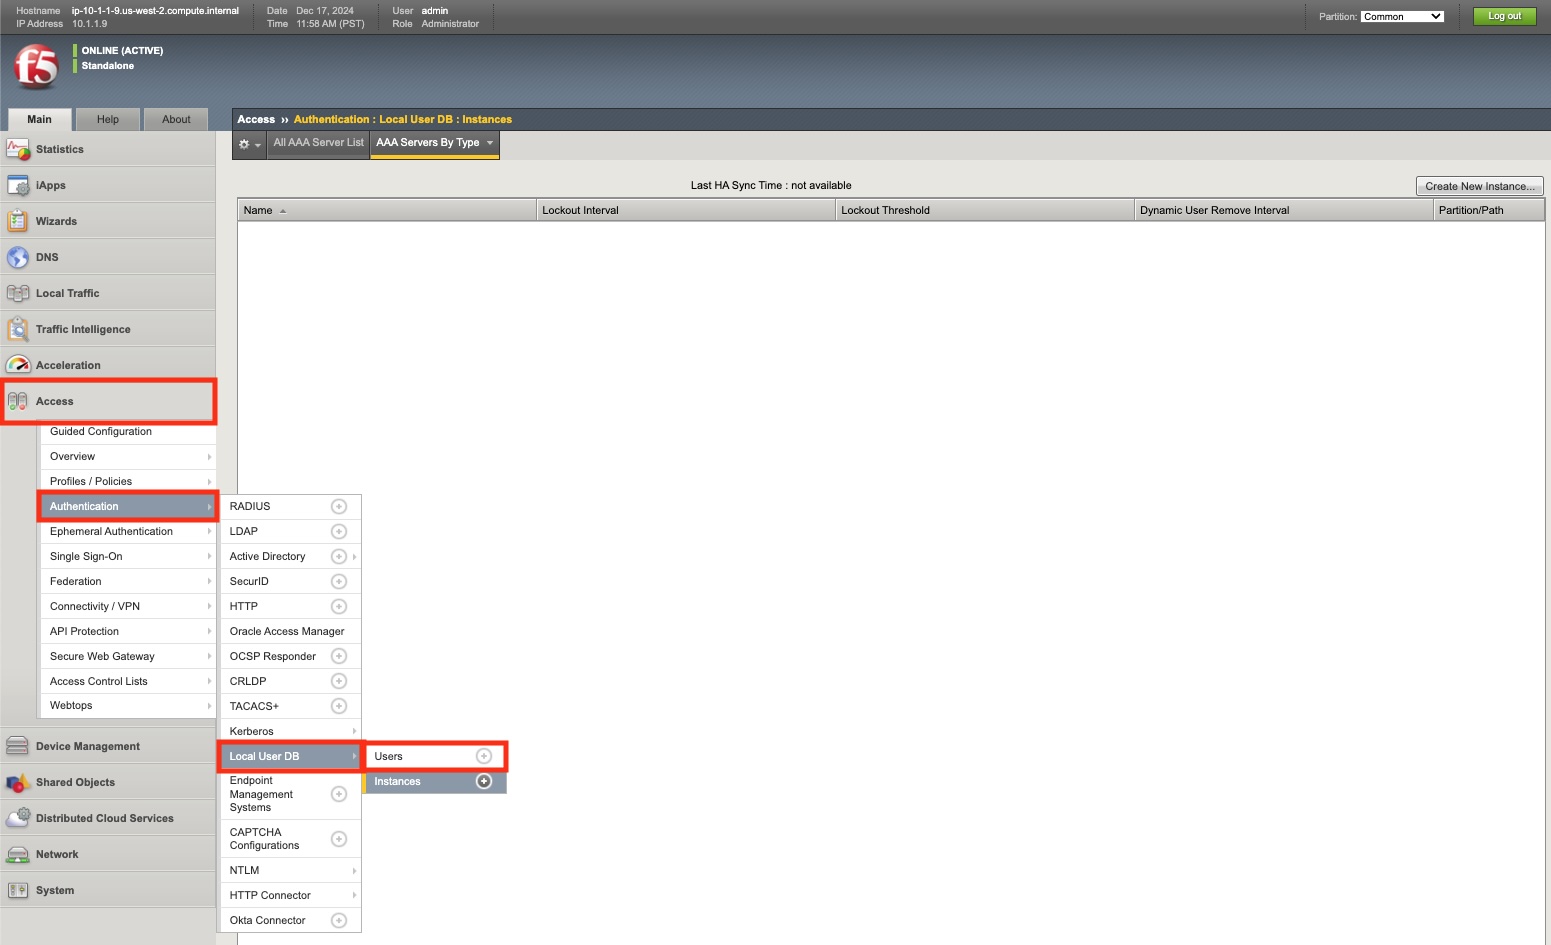 Hostname ip-10-1-1-9.us-west-2.compute.internal Date Dec 17, 2024 User admin
IP Address 10.1.1.9 Time 11:58 AM (PST) Role Administrator
Partition: Common Log out
f5
ONLINE (ACTIVE)
Standalone
Main Help About
Access ›› Authentication : Local User DB : Instances
All AAA Server List AAA Servers By Type
Last HA Sync Time : not available
Create New Instance...
Name Lockout Interval Lockout Threshold Dynamic User Remove Interval Partition/Path
Statistics
iApps
Wizards
DNS
Local Traffic
Traffic Intelligence
Acceleration
Access
Guided Configuration
Overview
Profiles / Policies
Authentication
Ephemeral Authentication
Single Sign-On
Federation
Connectivity / VPN
API Protection
Secure Web Gateway
Access Control Lists
Webtops
Device Management
Shared Objects
Distributed Cloud Services
Network
System
RADIUS
LDAP
Active Directory
SecurID
HTTP
Oracle Access Manager
OCSP Responder
CRLDP
TACACS+
Kerberos
Local User DB
Endpoint
Management
Systems
CAPTCHA
Configurations
NTLM
HTTP Connector
Okta Connector
Users
Instances